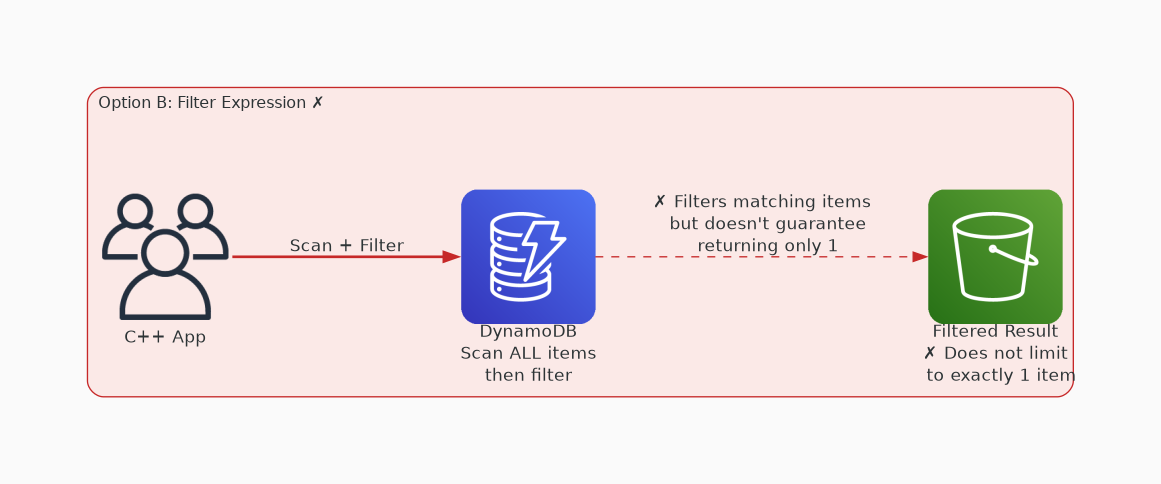 Option B: Filter Expression ✗
Scan + Filter
✗ Filters matching items
but doesn't guarantee
returning only 1
C++ App
DynamoDB
Scan ALL items
then filter
Filtered Result
✗ Does not limit
to exactly 1 item